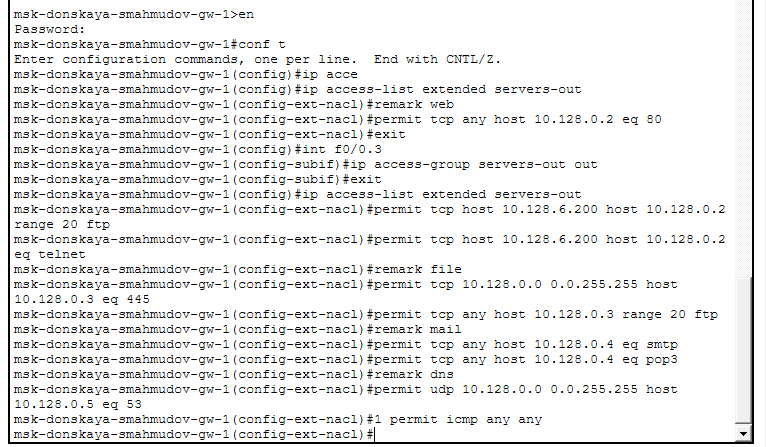 msk-donskaya-smahmudov-gw-1>en
Password:
msk-donskaya-smahmudov-gw-1#conf t
Enter configuration commands, one per line.  End with CNTL/Z.
msk-donskaya-smahmudov-gw-1(config)#ip acce
msk-donskaya-smahmudov-gw-1(config)#ip access-list extended servers-out
msk-donskaya-smahmudov-gw-1(config-ext-nacl)#remark web
msk-donskaya-smahmudov-gw-1(config-ext-nacl)#permit tcp any host 10.128.0.2 eq 80
msk-donskaya-smahmudov-gw-1(config-ext-nacl)#exit
msk-donskaya-smahmudov-gw-1(config)#int f0/0.3
msk-donskaya-smahmudov-gw-1(config-subif)#ip access-group servers-out out
msk-donskaya-smahmudov-gw-1(config-subif)#exit
msk-donskaya-smahmudov-gw-1(config)#ip access-list extended servers-out
msk-donskaya-smahmudov-gw-1(config-ext-nacl)#permit tcp host 10.128.6.200 host 10.128.0.2
range 20 ftp
msk-donskaya-smahmudov-gw-1(config-ext-nacl)#permit tcp host 10.128.6.200 host 10.128.0.2
eq telnet
msk-donskaya-smahmudov-gw-1(config-ext-nacl)#remark file
msk-donskaya-smahmudov-gw-1(config-ext-nacl)#permit tcp 10.128.0.0 0.0.255.255 host
10.128.0.3 eq 445
msk-donskaya-smahmudov-gw-1(config-ext-nacl)#permit tcp any host 10.128.0.3 range 20 ftp
msk-donskaya-smahmudov-gw-1(config-ext-nacl)#remark mail
msk-donskaya-smahmudov-gw-1(config-ext-nacl)#permit tcp any host 10.128.0.4 eq smtp
msk-donskaya-smahmudov-gw-1(config-ext-nacl)#permit tcp any host 10.128.0.4 eq pop3
msk-donskaya-smahmudov-gw-1(config-ext-nacl)#remark dns
msk-donskaya-smahmudov-gw-1(config-ext-nacl)#permit udp 10.128.0.0 0.0.255.255 host
10.128.0.5 eq 53
msk-donskaya-smahmudov-gw-1(config-ext-nacl)#1 permit icmp any any
msk-donskaya-smahmudov-gw-1(config-ext-nacl)#